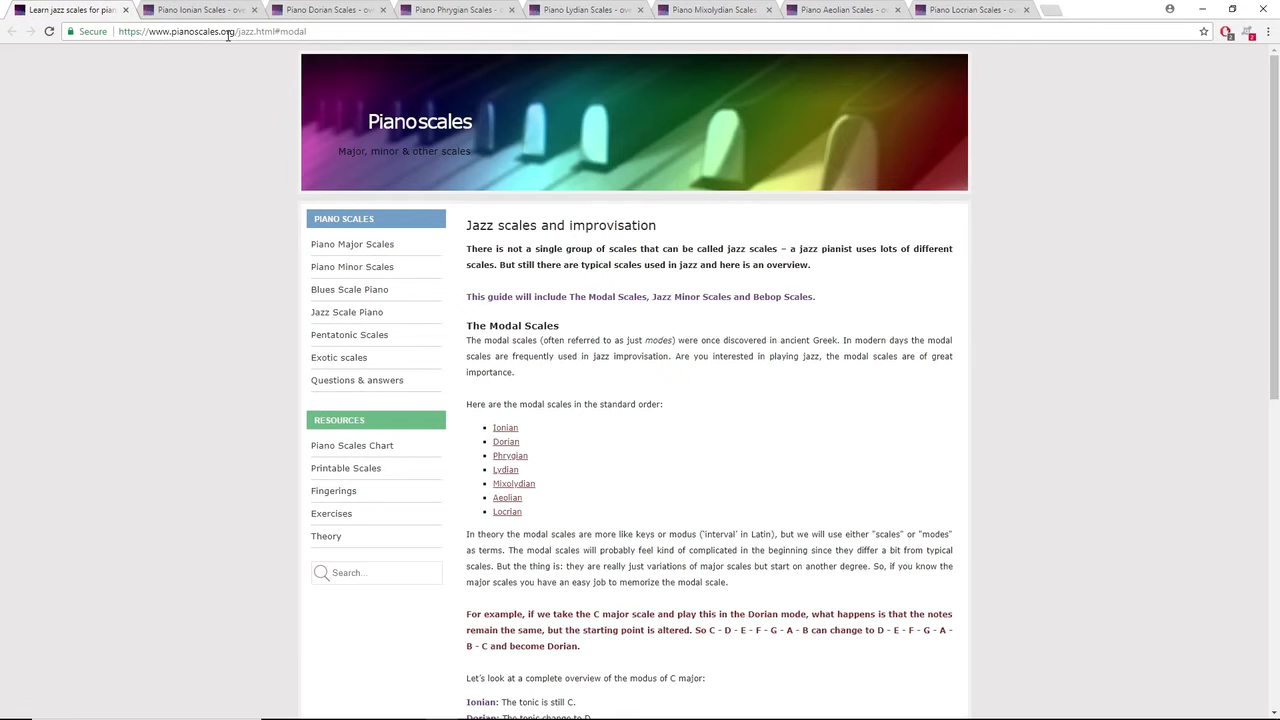 Learn jazz scales for pian
Piano Ionian Scales - ove
Piano Dorian Scales - ove
Piano Phrygian Scales - 
Piano Lydian Scales - ov
Piano Mixolydian Scales
Piano Aeolian Scales - ov
Piano Locrian Scales - ov
Secure
https://www.pianoscales.org/jazz.html#modal
2
2
Pianoscales
Major, minor & other scales
PIANO SCALES
Piano Major Scales
Piano Minor Scales
Blues Scale Piano
Jazz Scale Piano
Pentatonic Scales
Exotic scales
Questions & answers
RESOURCES
Piano Scales Chart
Printable Scales
Fingerings
Exercises
Theory
Search...
Jazz scales and improvisation
There is not a single group of scales that can be called jazz scales – a jazz pianist uses lots of different
scales. But still there are typical scales used in jazz and here is an overview.
This guide will include The Modal Scales, Jazz Minor Scales and Bebop Scales.
The Modal Scales
The modal scales (often referred to as just modes) were once discovered in ancient Greek. In modern days the modal
scales are frequently used in jazz improvisation. Are you interested in playing jazz, the modal scales are of great
importance.
Here are the modal scales in the standard order:
Ionian
Dorian
Phrygian
Lydian
Mixolydian
Aeolian
Locrian
In theory the modal scales are more like keys or modus ('interval' in Latin), but we will use either "scales" or "modes"
as terms. The modal scales will probably feel kind of complicated in the beginning since they differ a bit from typical
scales. But the thing is: they are really just variations of major scales but start on another degree. So, if you know the
major scales you have an easy job to memorize the modal scale.
For example, if we take the C major scale and play this in the Dorian mode, what happens is that the notes
remain the same, but the starting point is altered. So C - D - E - F - G - A - B can change to D - E - F - G - A -
B - C and become Dorian.
Let's look at a complete overview of the modus of C major:
Ionian: The tonic is still C.
Dorian: The tonic change to D.